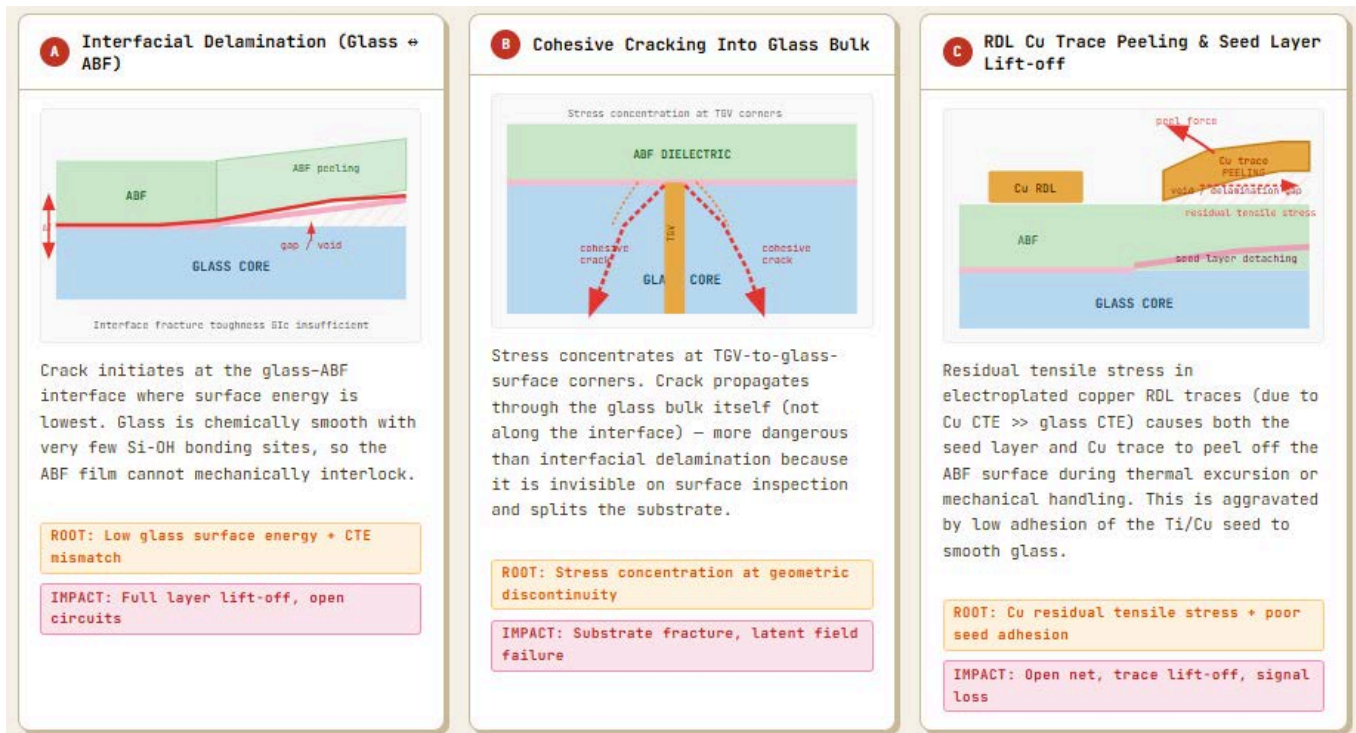 A
Interfacial Delamination (Glass ↔
ABF)
ABF peeling
ABF
gap / void
GLASS CORE
Interface fracture toughness GIc insufficient
Crack initiates at the glass–ABF
interface where surface energy is
lowest. Glass is chemically smooth with
very few Si-OH bonding sites, so the
ABF film cannot mechanically interlock.
ROOT: Low glass surface energy + CTE
mismatch
IMPACT: Full layer lift-off, open
circuits
B
Cohesive Cracking Into Glass Bulk
Stress concentration at TGV corners
ABF DIELECTRIC
TGV
cohesive
crack
cohesive
crack
GLA CORE
Stress concentrates at TGV-to-glass-
surface corners. Crack propagates
through the glass bulk itself (not
along the interface) — more dangerous
than interfacial delamination because
it is invisible on surface inspection
and splits the substrate.
ROOT: Stress concentration at geometric
discontinuity
IMPACT: Substrate fracture, latent field
failure
C
RDL Cu Trace Peeling & Seed Layer
Lift-off
peel force
Cu trace
PEELING
Cu RDL
void / delamination gap
residual tensile stress
ABF
seed layer detaching
GLASS CORE
Residual tensile stress in
electroplated copper RDL traces (due to
Cu CTE >> glass CTE) causes both the
seed layer and Cu trace to peel off the
ABF surface during thermal excursion or
mechanical handling. This is aggravated
by low adhesion of the Ti/Cu seed to
smooth glass.
ROOT: Cu residual tensile stress + poor
seed adhesion
IMPACT: Open net, trace lift-off, signal
loss